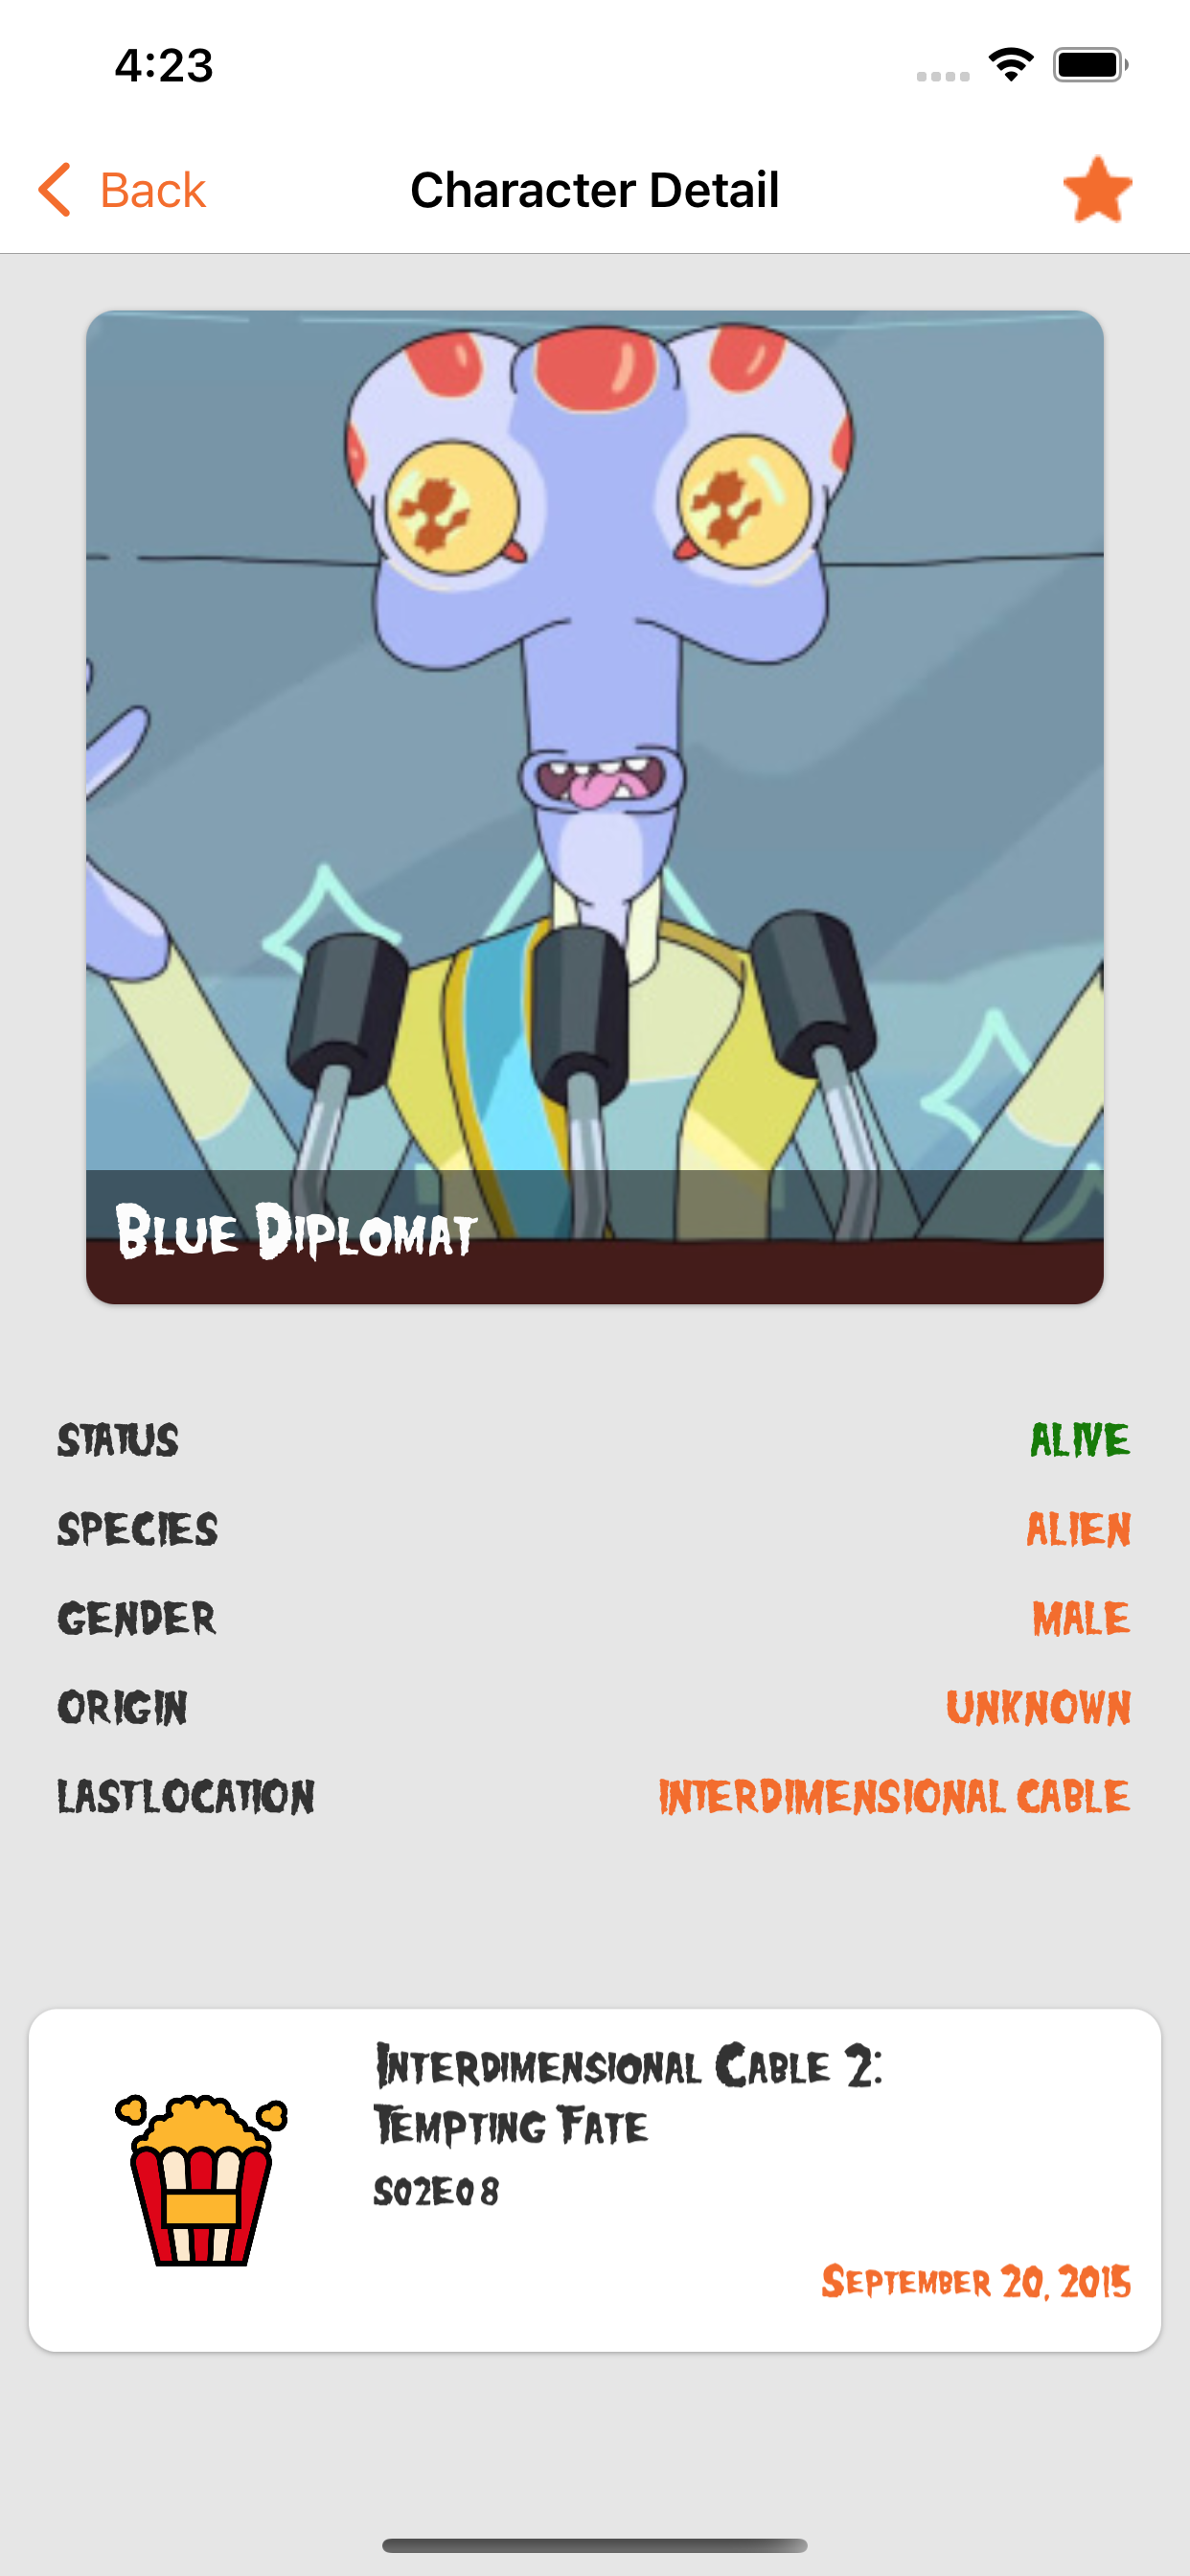 4:23
Back
Character Detail
Blue Diplomat
STATUS
ALIVE
SPECIES
ALIEN
GENDER
MALE
ORIGIN
UNKNOWN
LASTLOCATION
INTERDIMENSIONAL CABLE
Interdimensional Cable 2:
Tempting Fate
S02E08
September 20, 2015